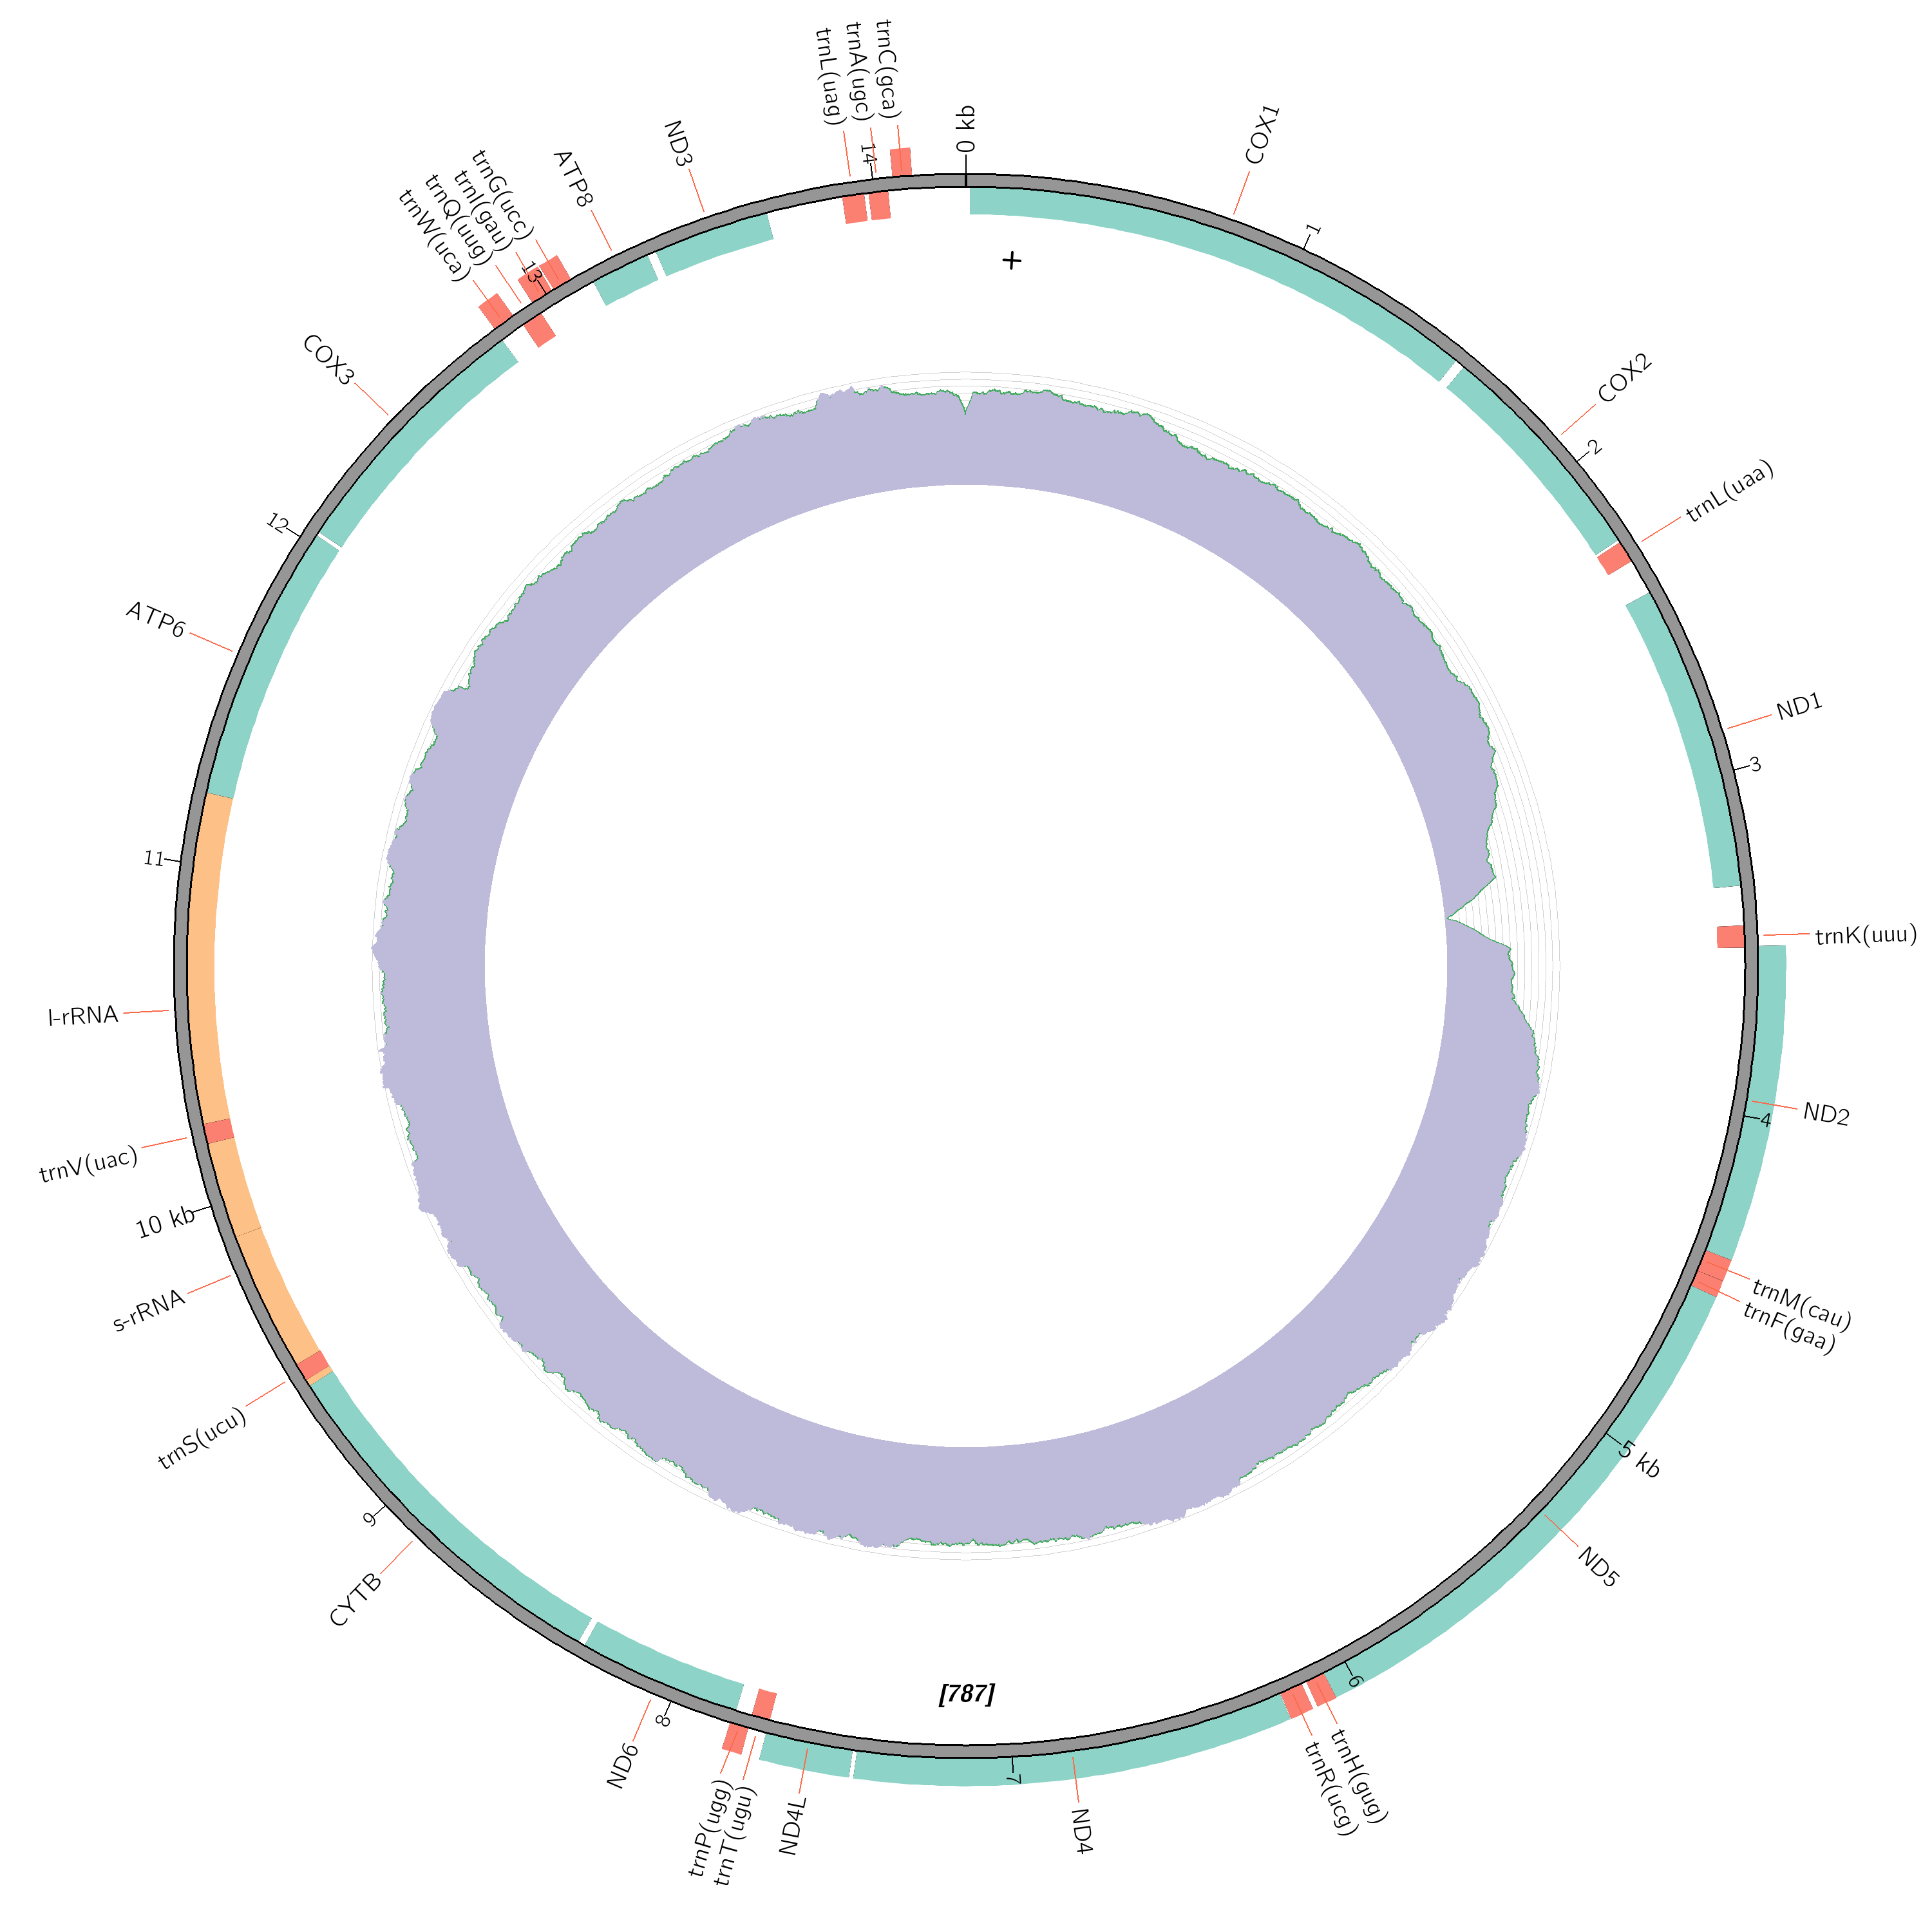 0 kb
COX1
1
COX2
2
trnL(uaa)
ND1
3
trnK(uuu)
ND2
4
trnM(cau)
trnF(gaa)
5 kb
ND5
6
trnH(gug)
trnR(ucg)
ND4
7
ND4L
trnT(ugu)
trnP(ugg)
8
ND6
CYTB
9
trnS(ucu)
s-rRNA
10 kb
trnV(uac)
l-rRNA
11
ATP6
12
COX3
trnW(uca)
trnQ(uug)
trnI(gau)
trnG(ucc)
13
ATP8
ND3
trnL(uag)
trnA(ugc)
14
trnC(gca)
+
[787]